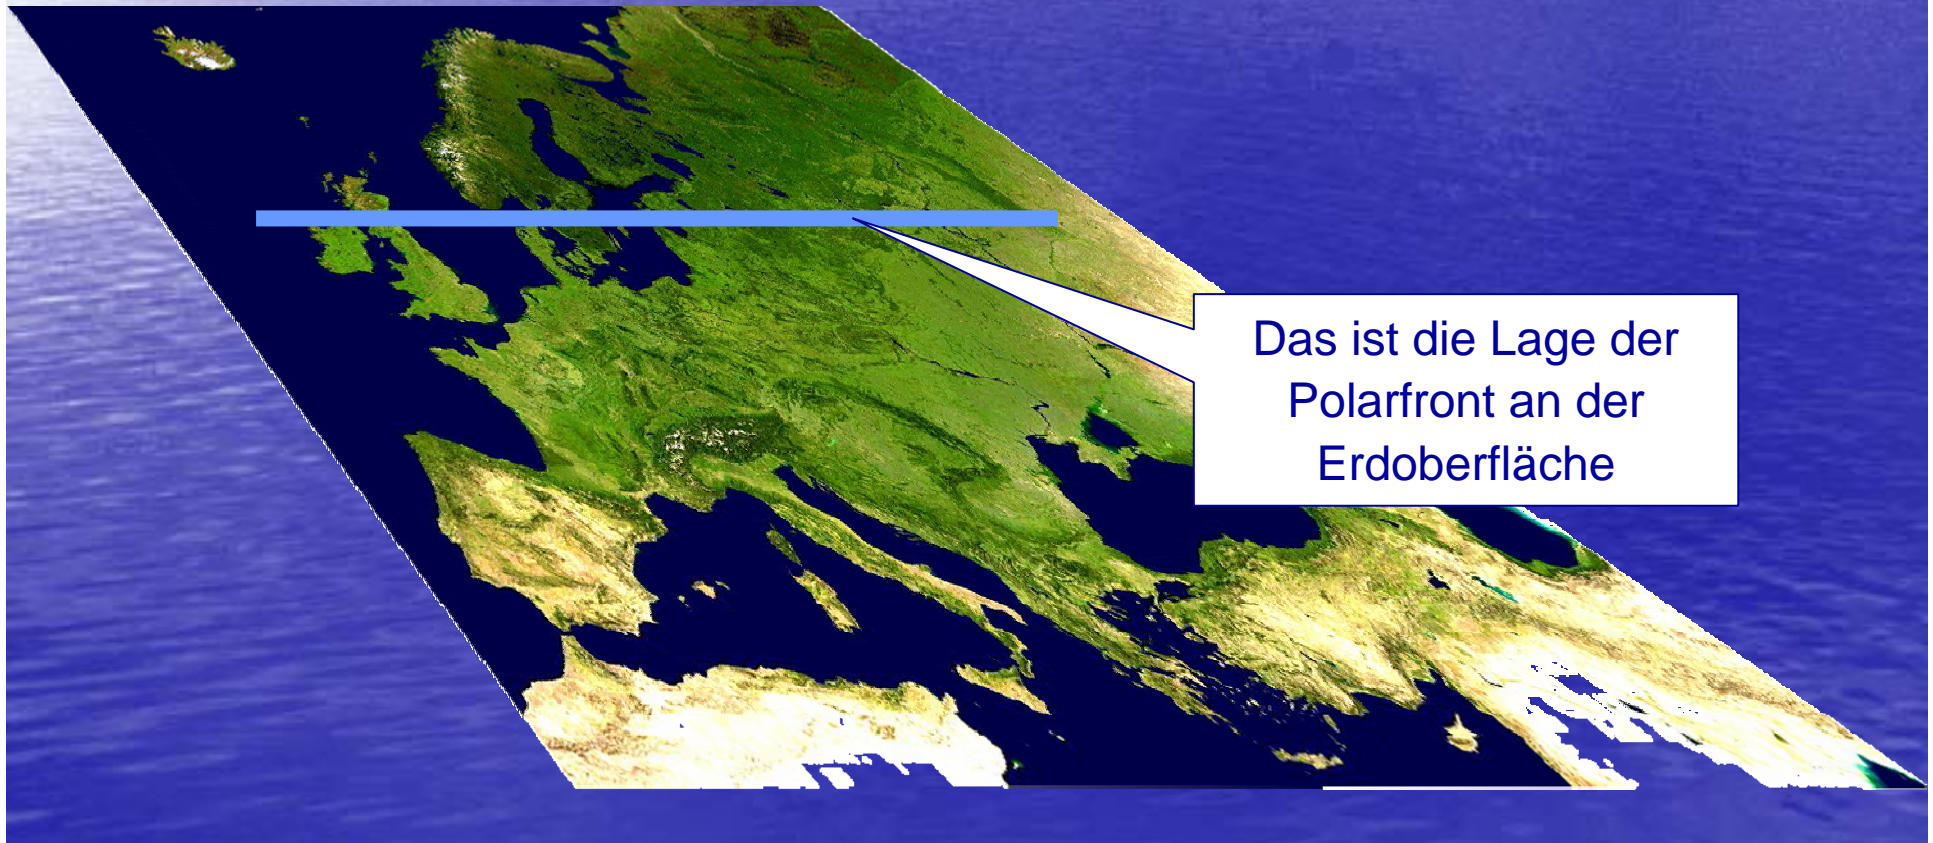 Das ist die Lage der
Polarfront an der
Erdoberfläche